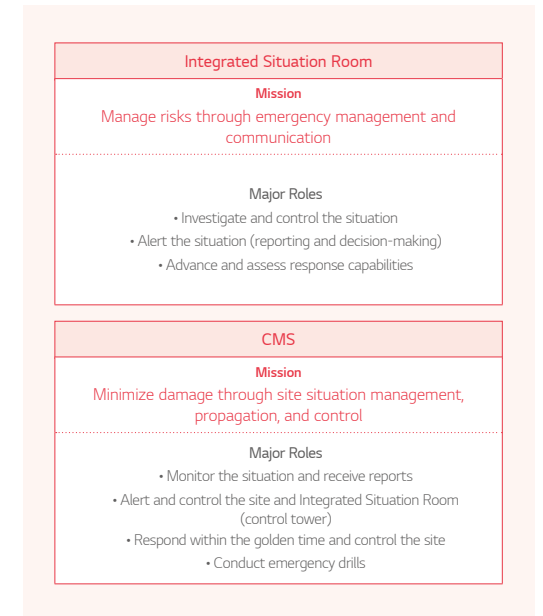 Integrated Situation Room
Mission
Manage risks through emergency management and
communication
Major Roles
• Investigate and control the situation
• Alert the situation (reporting and decision-making)
• Advance and assess response capabilities
CMS
Mission
Minimize damage through site situation management,
propagation, and control
Major Roles
• Monitor the situation and receive reports
• Alert and control the site and Integrated Situation Room
(control tower)
• Respond within the golden time and control the site
• Conduct emergency drills